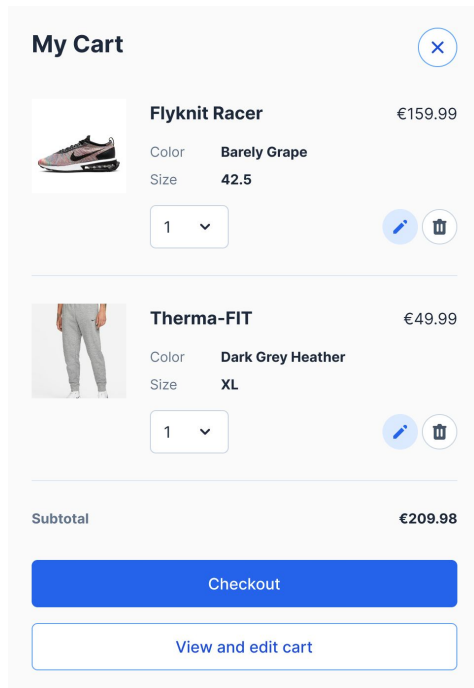 My Cart
Flyknit Racer €159.99
Color Barely Grape
Size 42.5
1
Therma-FIT €49.99
Color Dark Grey Heather
Size XL
1
Subtotal €209.98
Checkout
View and edit cart